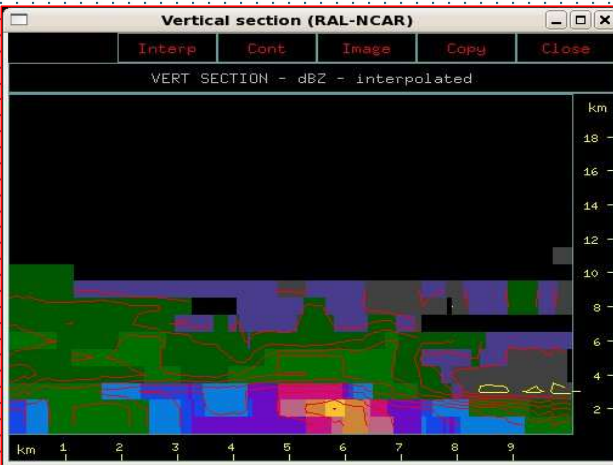 Vertical section (RAL-NCAR)
Interp Cont Image Copy Close
VERT SECTION - dBZ - interpolated
km
18
16
14
12
10
8
6
4
2
km 1 2 3 4 5 6 7 8 9